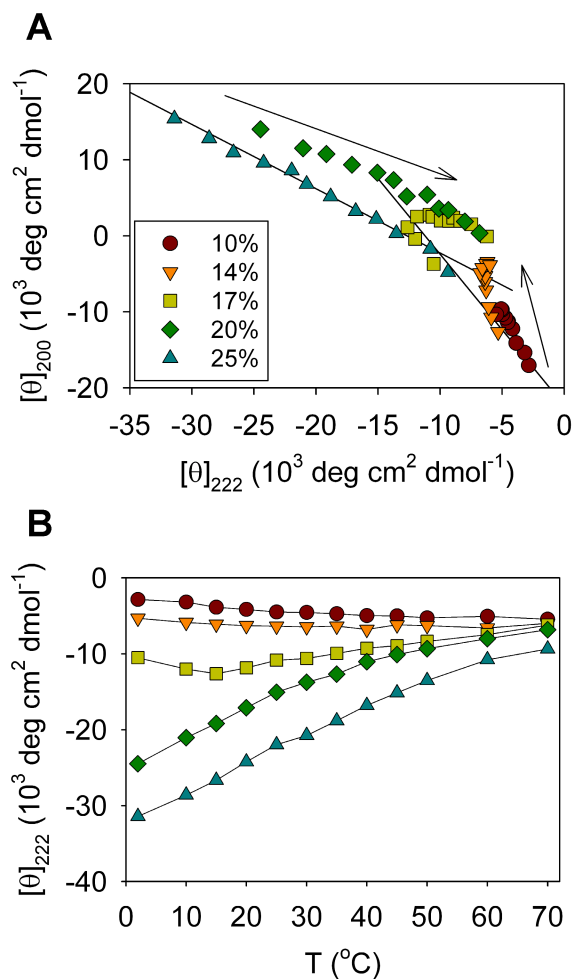 A
[θ]200 (10³ deg cm² dmol⁻¹)
20
10
0
-10
-20
10%
14%
17%
20%
25%
-35 -30 -25 -20 -15 -10 -5 0
[θ]222 (10³ deg cm² dmol⁻¹)
B
[θ]222 (10³ deg cm² dmol⁻¹)
0
-10
-20
-30
-40
0 10 20 30 40 50 60 70
T (°C)